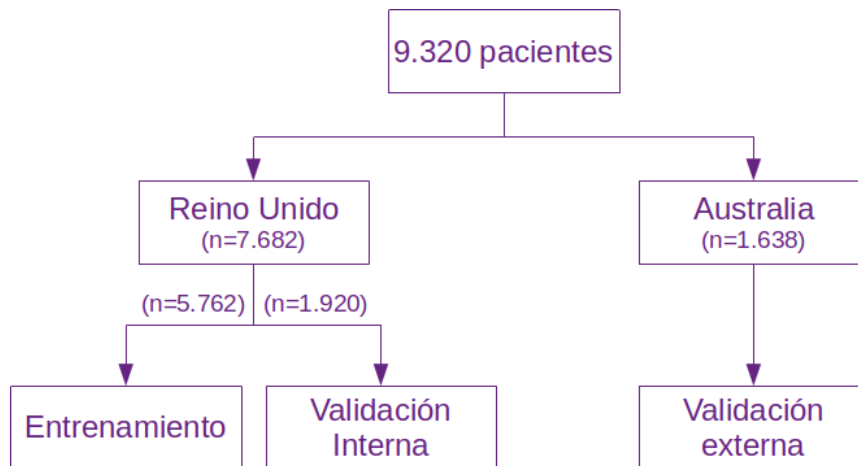 9.320 pacientes
Reino Unido
(n=7.682)
Australia
(n=1.638)
(n=5.762)
(n=1.920)
Entrenamiento
Validación
Interna
Validación
externa